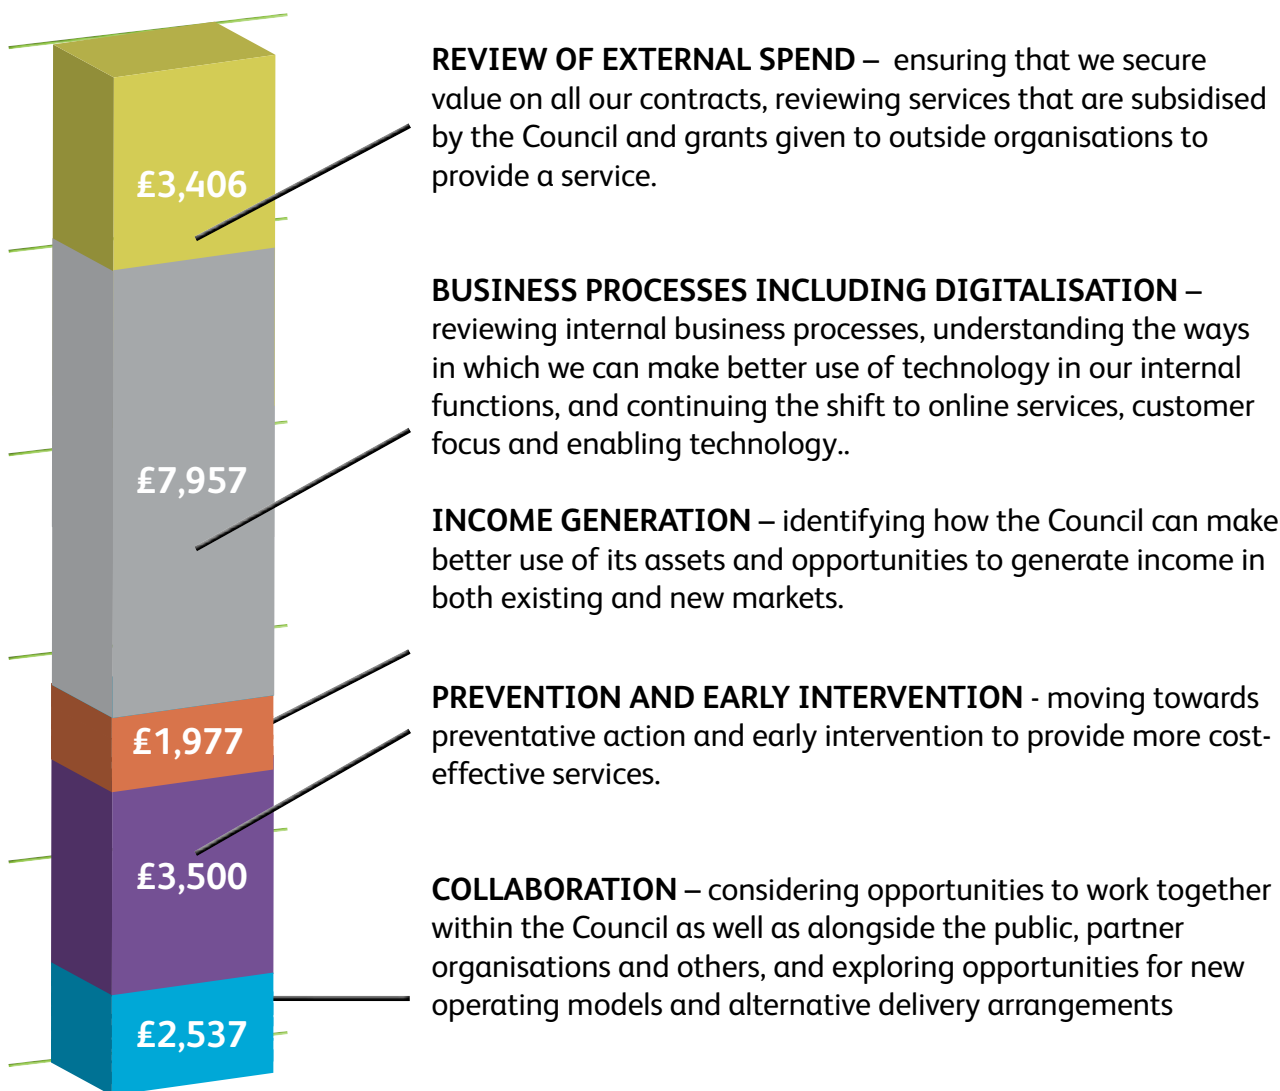 REVIEW OF EXTERNAL SPEND –  ensuring that we secure
value on all our contracts, reviewing services that are subsidised
by the Council and grants given to outside organisations to
provide a service.
£3,406
BUSINESS PROCESSES INCLUDING DIGITALISATION –
reviewing internal business processes, understanding the ways
in which we can make better use of technology in our internal
functions, and continuing the shift to online services, customer
focus and enabling technology..
£7,957
INCOME GENERATION – identifying how the Council can make
better use of its assets and opportunities to generate income in
both existing and new markets.
£1,977
PREVENTION AND EARLY INTERVENTION - moving towards
preventative action and early intervention to provide more cost-
effective services.
£3,500
COLLABORATION – considering opportunities to work together
within the Council as well as alongside the public, partner
organisations and others, and exploring opportunities for new
operating models and alternative delivery arrangements
£2,537